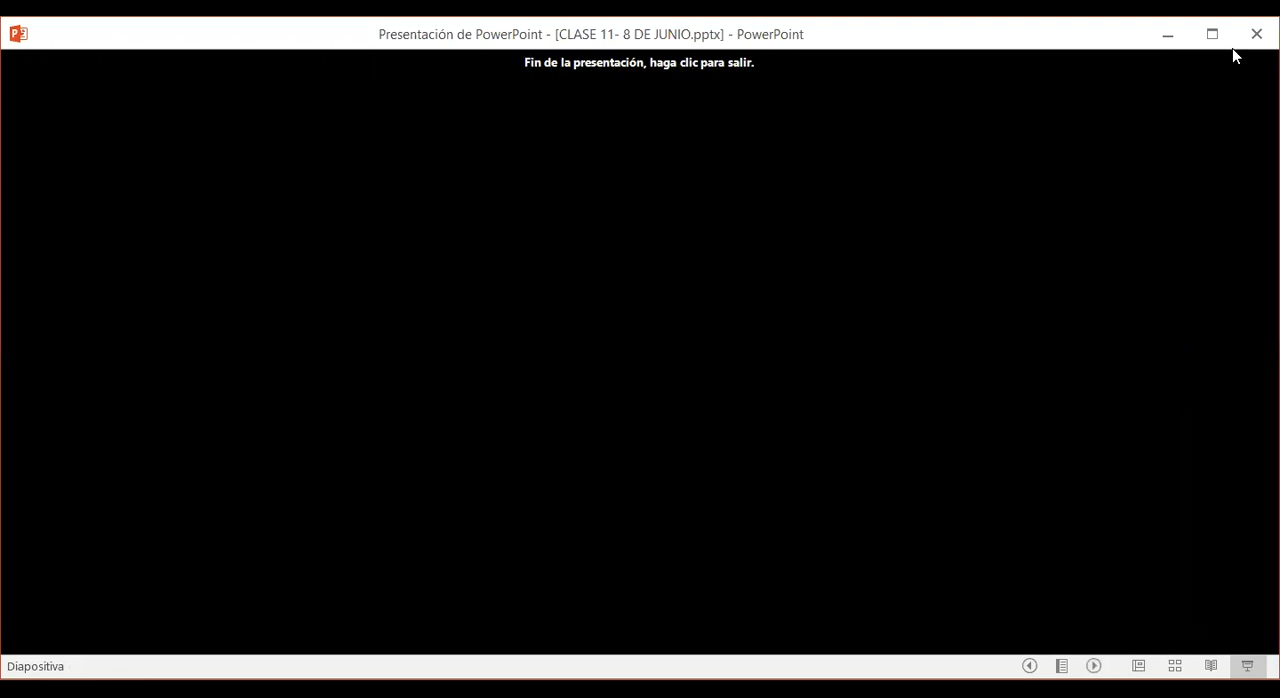 Presentación de PowerPoint - [CLASE 11- 8 DE JUNIO.pptx] - PowerPoint
Fin de la presentación, haga clic para salir.
Diapositiva